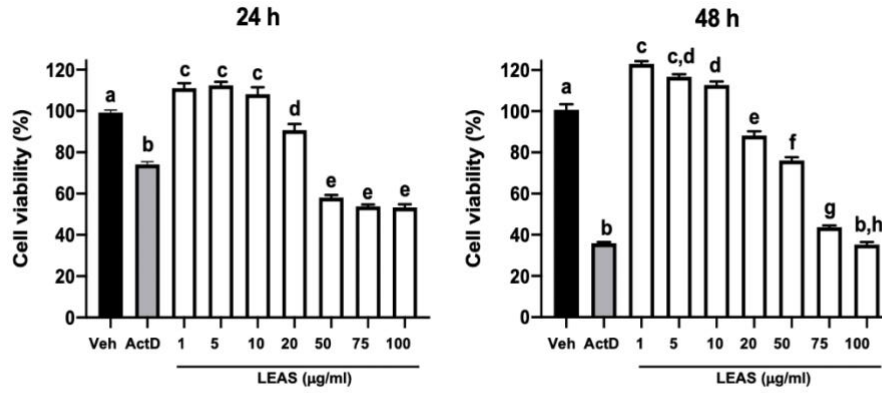 24 h
Cell viability (%)
120
100
80
60
40
20
0
a
b
c
c
c
d
e
e
e
Veh ActD 1 5 10 20 50 75 100
LEAS (μg/ml)
48 h
Cell viability (%)
120
100
80
60
40
20
0
a
b
c
c,d
d
e
f
g
b,h
Veh ActD 1 5 10 20 50 75 100
LEAS (μg/ml)